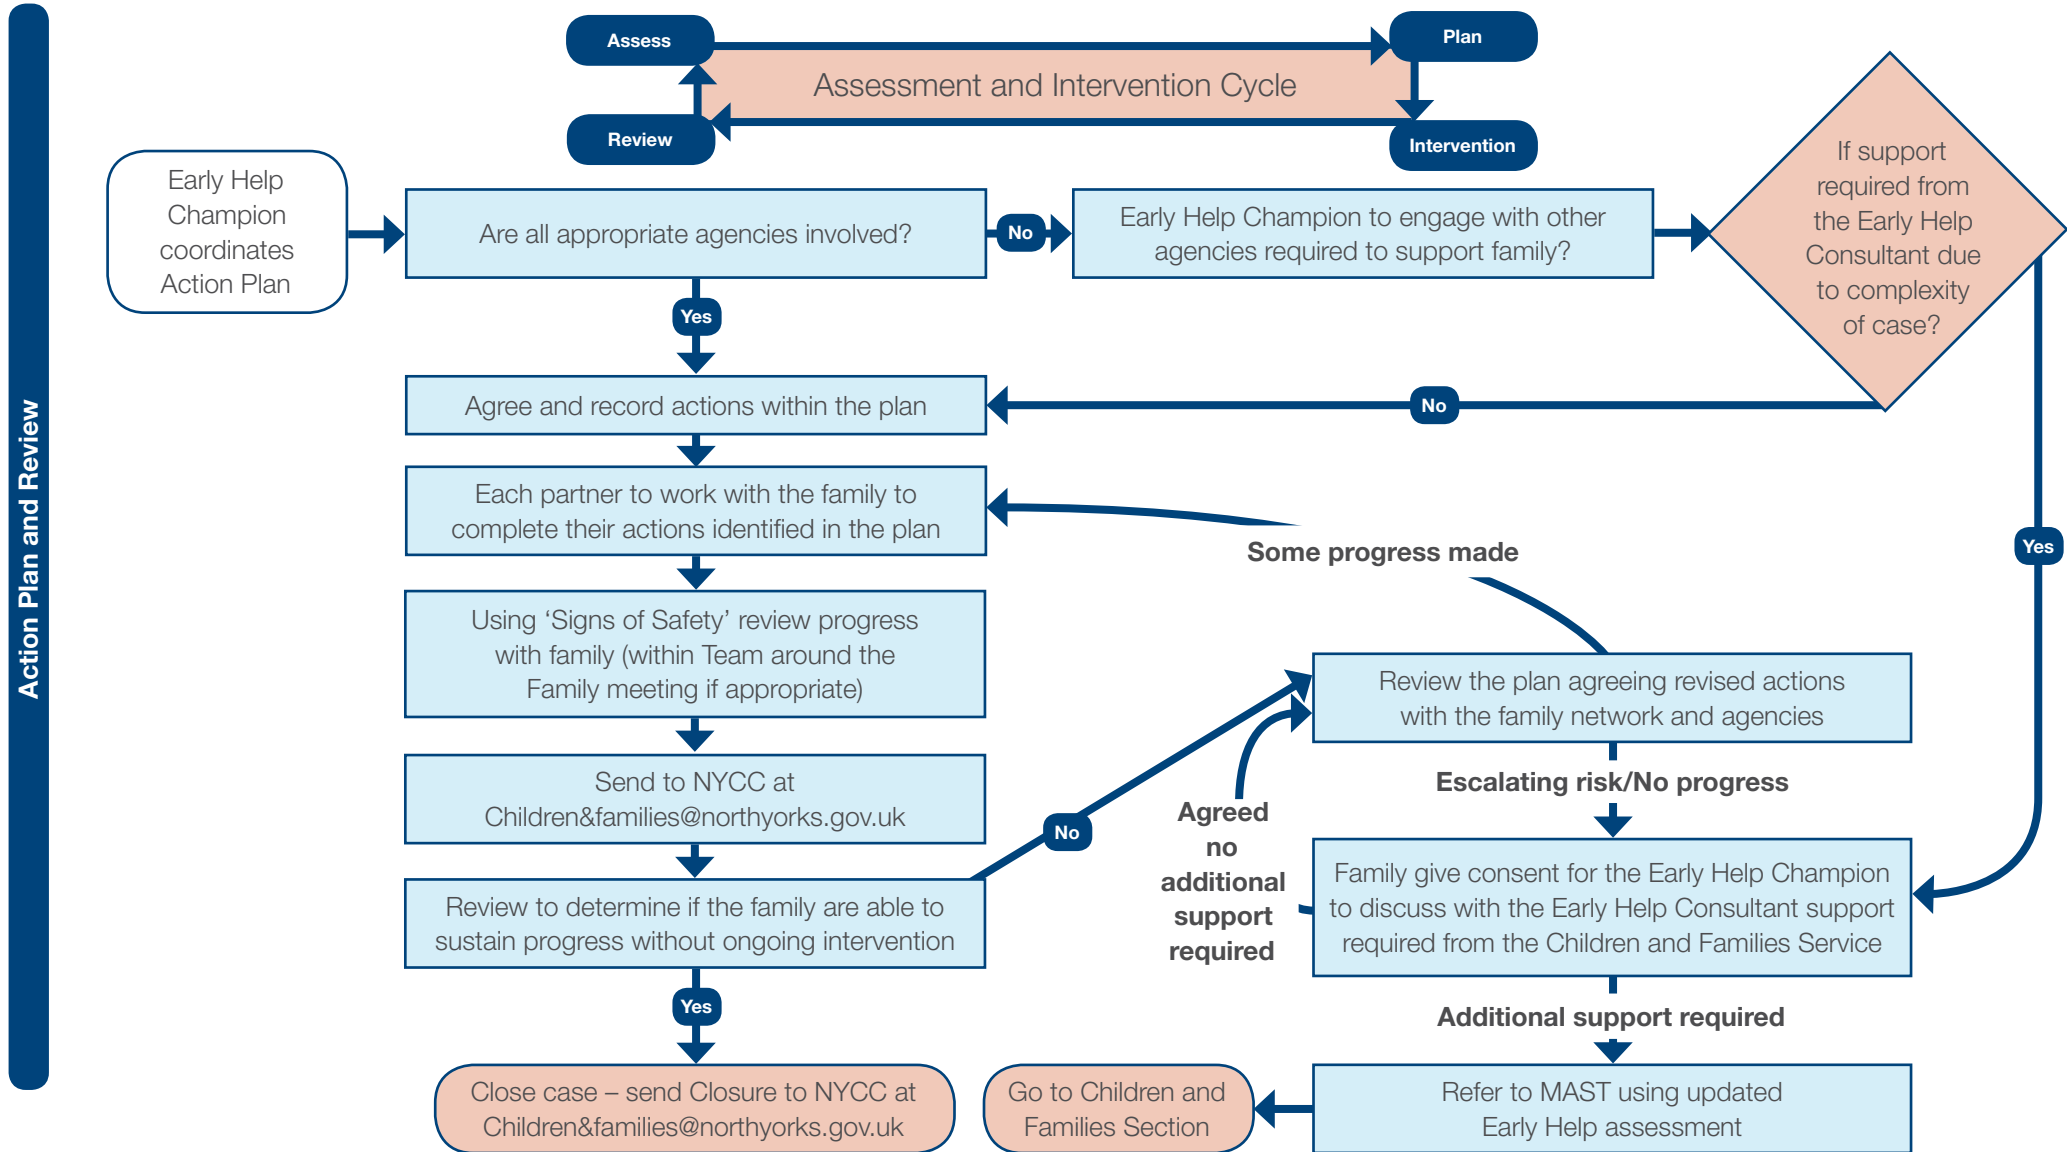 Action Plan and Review
Assess
Plan
Assessment and Intervention Cycle
Review
Intervention
Early Help
Champion
coordinates
Action Plan
Are all appropriate agencies involved?
No
Early Help Champion to engage with other
agencies required to support family?
If support
required from
the Early Help
Consultant due
to complexity
of case?
Yes
Agree and record actions within the plan
No
Each partner to work with the family to
complete their actions identified in the plan
Some progress made
Yes
Using ‘Signs of Safety’ review progress
with family (within Team around the
Family meeting if appropriate)
Review the plan agreeing revised actions
with the family network and agencies
Send to NYCC at
Children&families@northyorks.gov.uk
Escalating risk/No progress
No
Agreed
no
additional
support
required
Review to determine if the family are able to
sustain progress without ongoing intervention
Family give consent for the Early Help Champion
to discuss with the Early Help Consultant support
required from the Children and Families Service
Yes
Additional support required
Close case – send Closure to NYCC at
Children&families@northyorks.gov.uk
Go to Children and
Families Section
Refer to MAST using updated
Early Help assessment